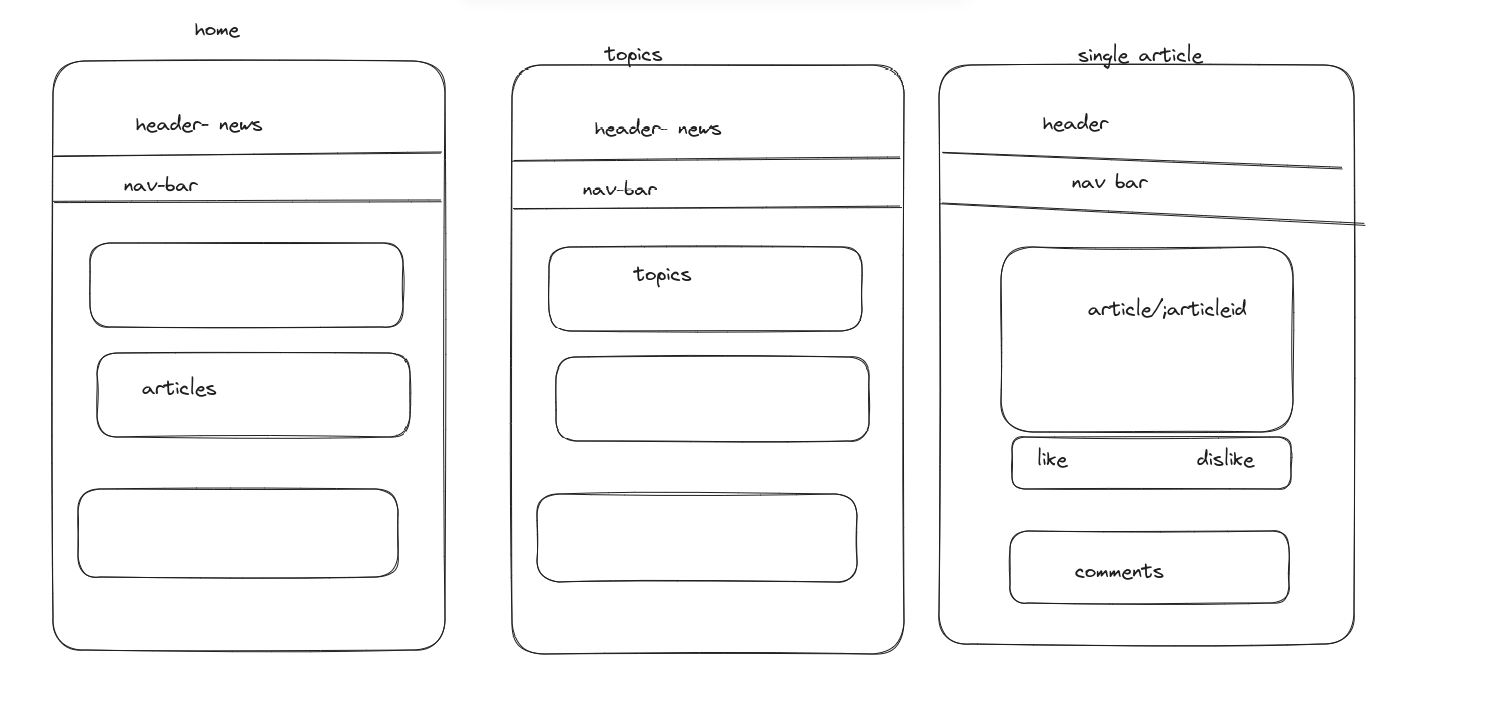 home
header- news
nav-bar
articles
topics
header- news
nav-bar
topics
single article
header
nav bar
article/;articleid
like dislike
comments